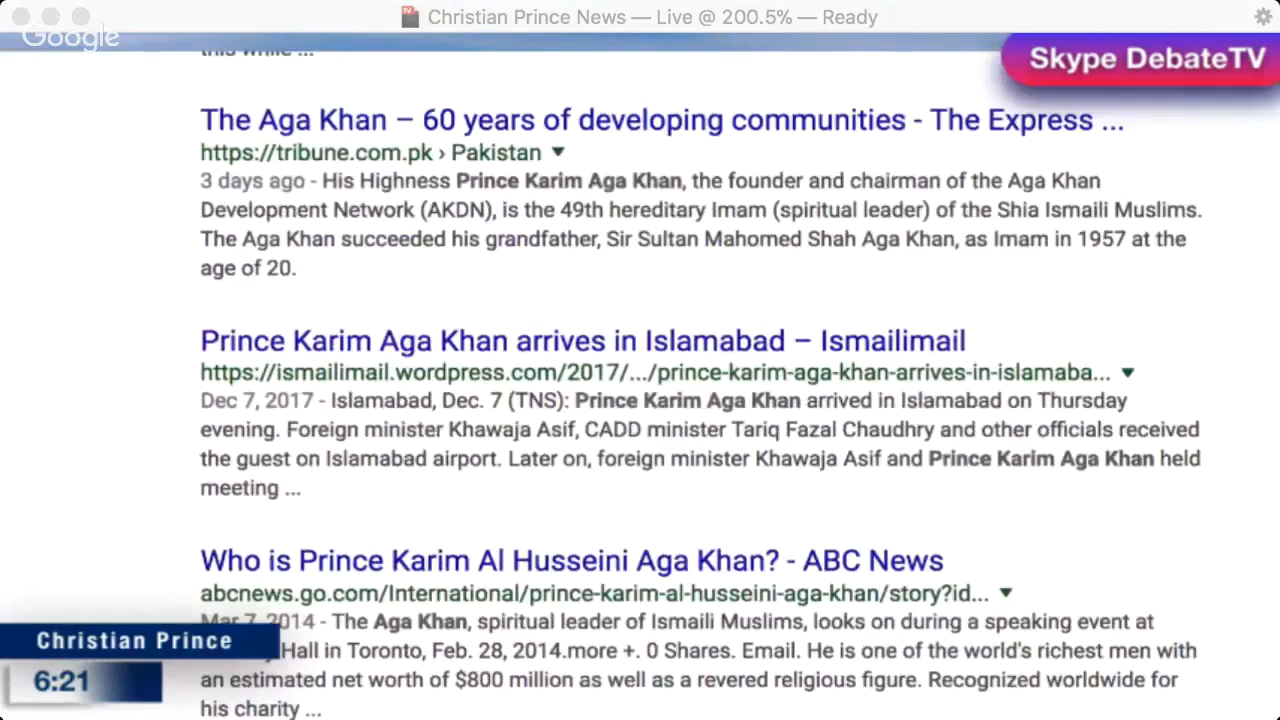 Christian Prince News — Live @ 200.5% — Ready
Google
Skype DebateTV
The Aga Khan – 60 years of developing communities - The Express ...
https://tribune.com.pk › Pakistan
3 days ago - His Highness Prince Karim Aga Khan, the founder and chairman of the Aga Khan
Development Network (AKDN), is the 49th hereditary Imam (spiritual leader) of the Shia Ismaili Muslims.
The Aga Khan succeeded his grandfather, Sir Sultan Mahomed Shah Aga Khan, as Imam in 1957 at the
age of 20.
Prince Karim Aga Khan arrives in Islamabad – Ismailimail
https://ismailimail.wordpress.com/2017/.../prince-karim-aga-khan-arrives-in-islamaba...
Dec 7, 2017 - Islamabad, Dec. 7 (TNS): Prince Karim Aga Khan arrived in Islamabad on Thursday
evening. Foreign minister Khawaja Asif, CADD minister Tariq Fazal Chaudhry and other officials received
the guest on Islamabad airport. Later on, foreign minister Khawaja Asif and Prince Karim Aga Khan held
meeting ...
Who is Prince Karim Al Husseini Aga Khan? - ABC News
abcnews.go.com/International/prince-karim-al-husseini-aga-khan/story?id...
Mar 7, 2014 - The Aga Khan, spiritual leader of Ismaili Muslims, looks on during a speaking event at
Hall in Toronto, Feb. 28, 2014.more +. 0 Shares. Email. He is one of the world's richest men with
an estimated net worth of $800 million as well as a revered religious figure. Recognized worldwide for
his charity ...
Christian Prince
6:21